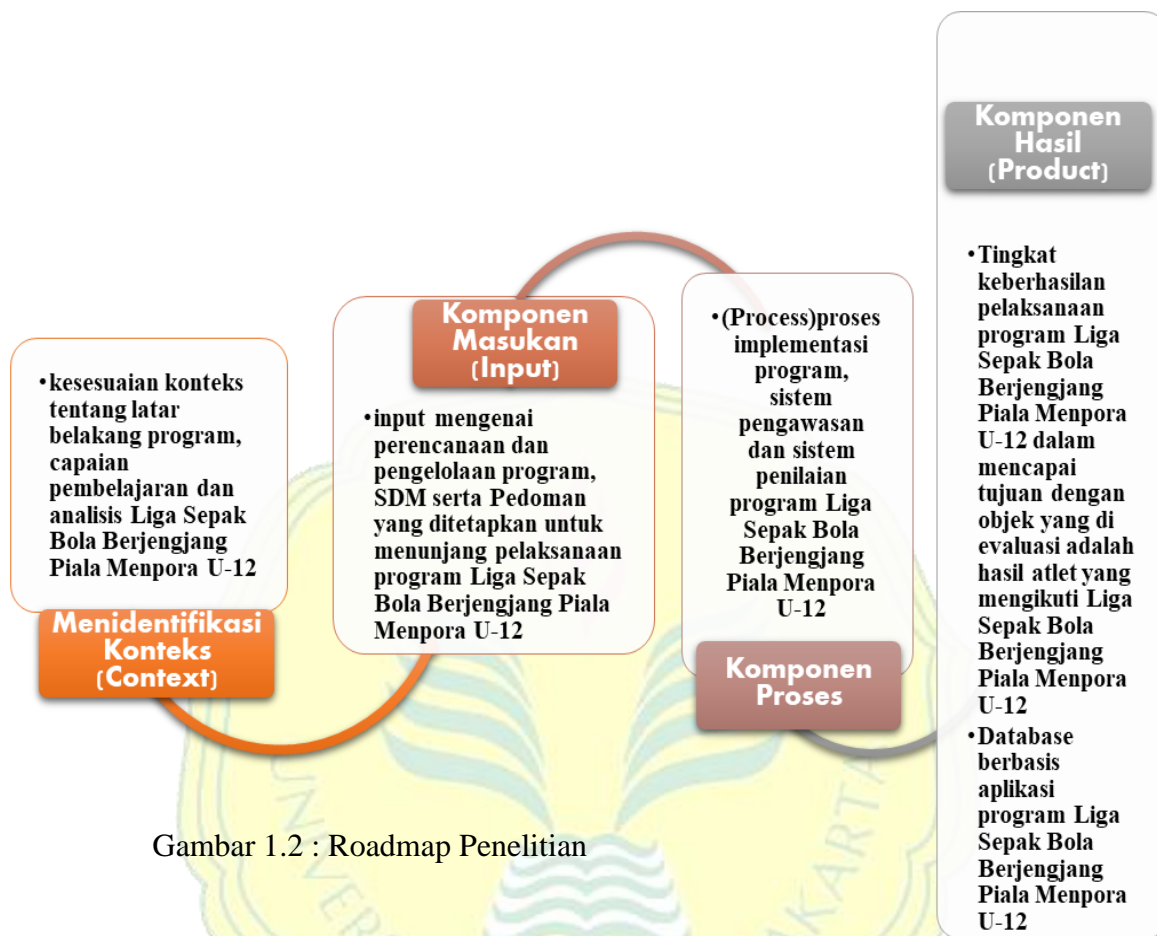 •kesesuaian konteks
tentang latar
belakang program,
capaian
pembelajaran dan
analisis Liga Sepak
Bola Berjengjang
Piala Menpora U-12
Menidentifikasi
Konteks
(Context)
Komponen
Masukan
(Input)
•input mengenai
perencanaan dan
pengelolaan program,
SDM serta Pedoman
yang ditetapkan untuk
menunjang pelaksanaan
program Liga Sepak
Bola Berjengjang Piala
Menpora U-12
•(Process)proses
implementasi
program,
sistem
pengawasan
dan sistem
penilaian
program Liga
Sepak Bola
Berjengjang
Piala Menpora
U-12
Komponen
Proses
Komponen
Hasil
(Product)
•Tingkat
keberhasilan
pelaksanaan
program Liga
Sepak Bola
Berjengjang
Piala Menpora
U-12 dalam
mencapai
tujuan dengan
objek yang di
evaluasi adalah
hasil atlet yang
mengikuti Liga
Sepak Bola
Berjengjang
Piala Menpora
U-12
•Database
berbasis
aplikasi
program Liga
Sepak Bola
Berjengjang
Piala Menpora
U-12
Gambar 1.2 : Roadmap Penelitian